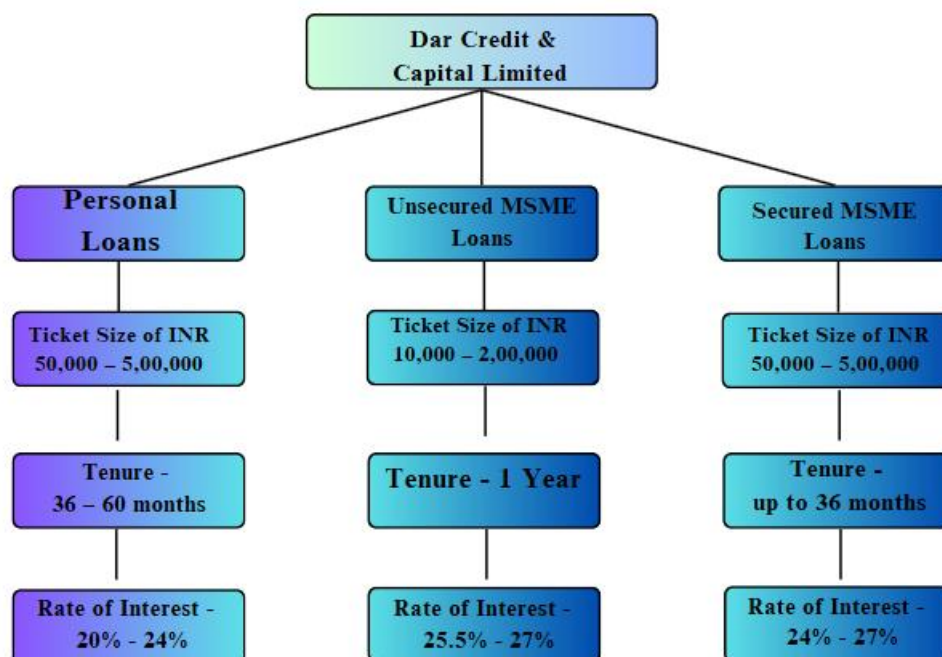 Dar Credit &
Capital Limited
Personal
Loans
Unsecured MSME
Loans
Secured MSME
Loans
Ticket Size of INR
50,000 – 5,00,000
Ticket Size of INR
10,000 – 2,00,000
Ticket Size of INR
50,000 – 5,00,000
Tenure -
36 – 60 months
Tenure - 1 Year
Tenure -
up to 36 months
Rate of Interest -
20% - 24%
Rate of Interest -
25.5% - 27%
Rate of Interest -
24% - 27%